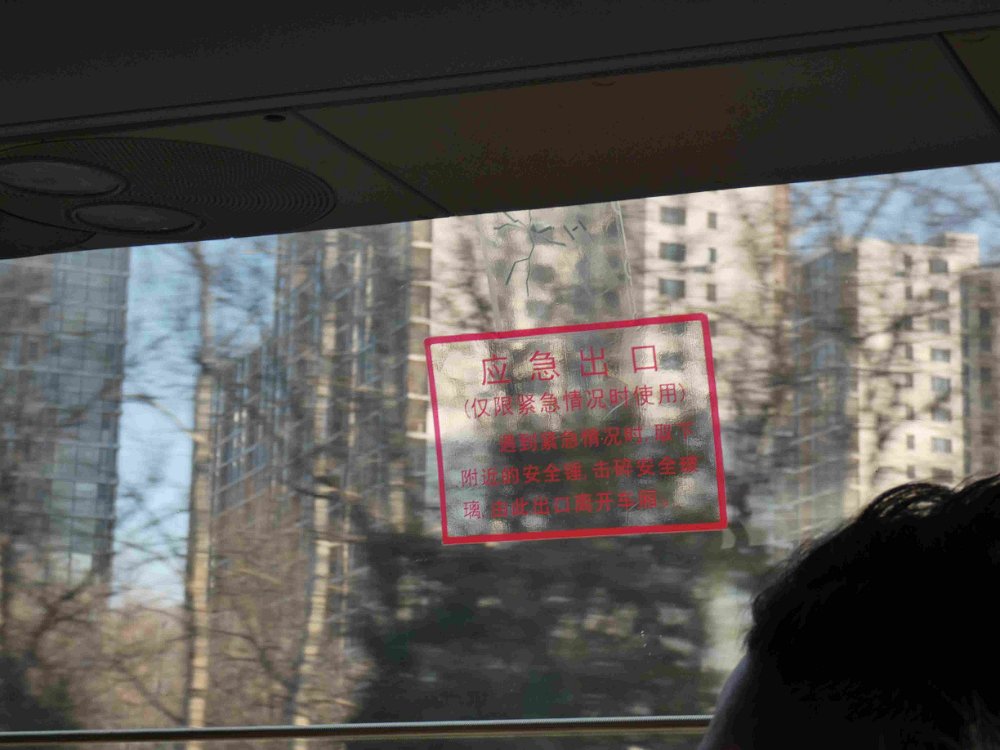 应急出口
(仅限紧急情况时使用)
遇到紧急情况时,取下
附近的安全锤,击碎安全玻
璃,由此出口离开车厢。